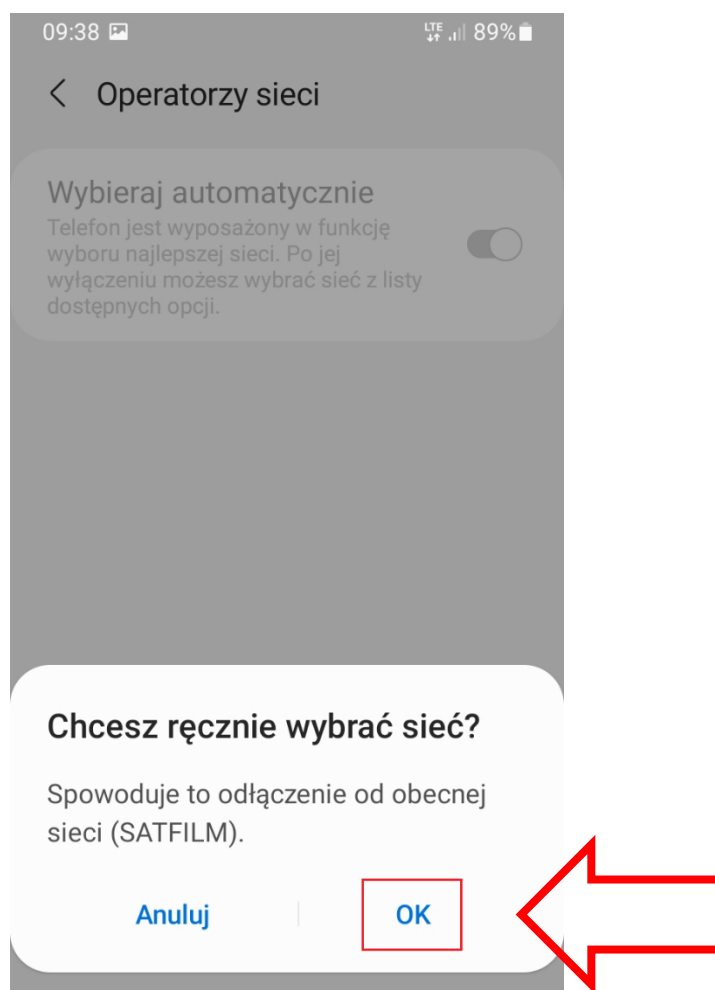 09:38 LTE 89%
Operatorzy sieci
Wybieraj automatycznie
Telefon jest wyposażony w funkcję
wyboru najlepszej sieci. Po jej
wyłączeniu możesz wybrać sieć z listy
dostępnych opcji.
Chcesz ręcznie wybrać sieć?
Spowoduje to odłączenie od obecnej
sieci (SATFILM).
Anuluj OK